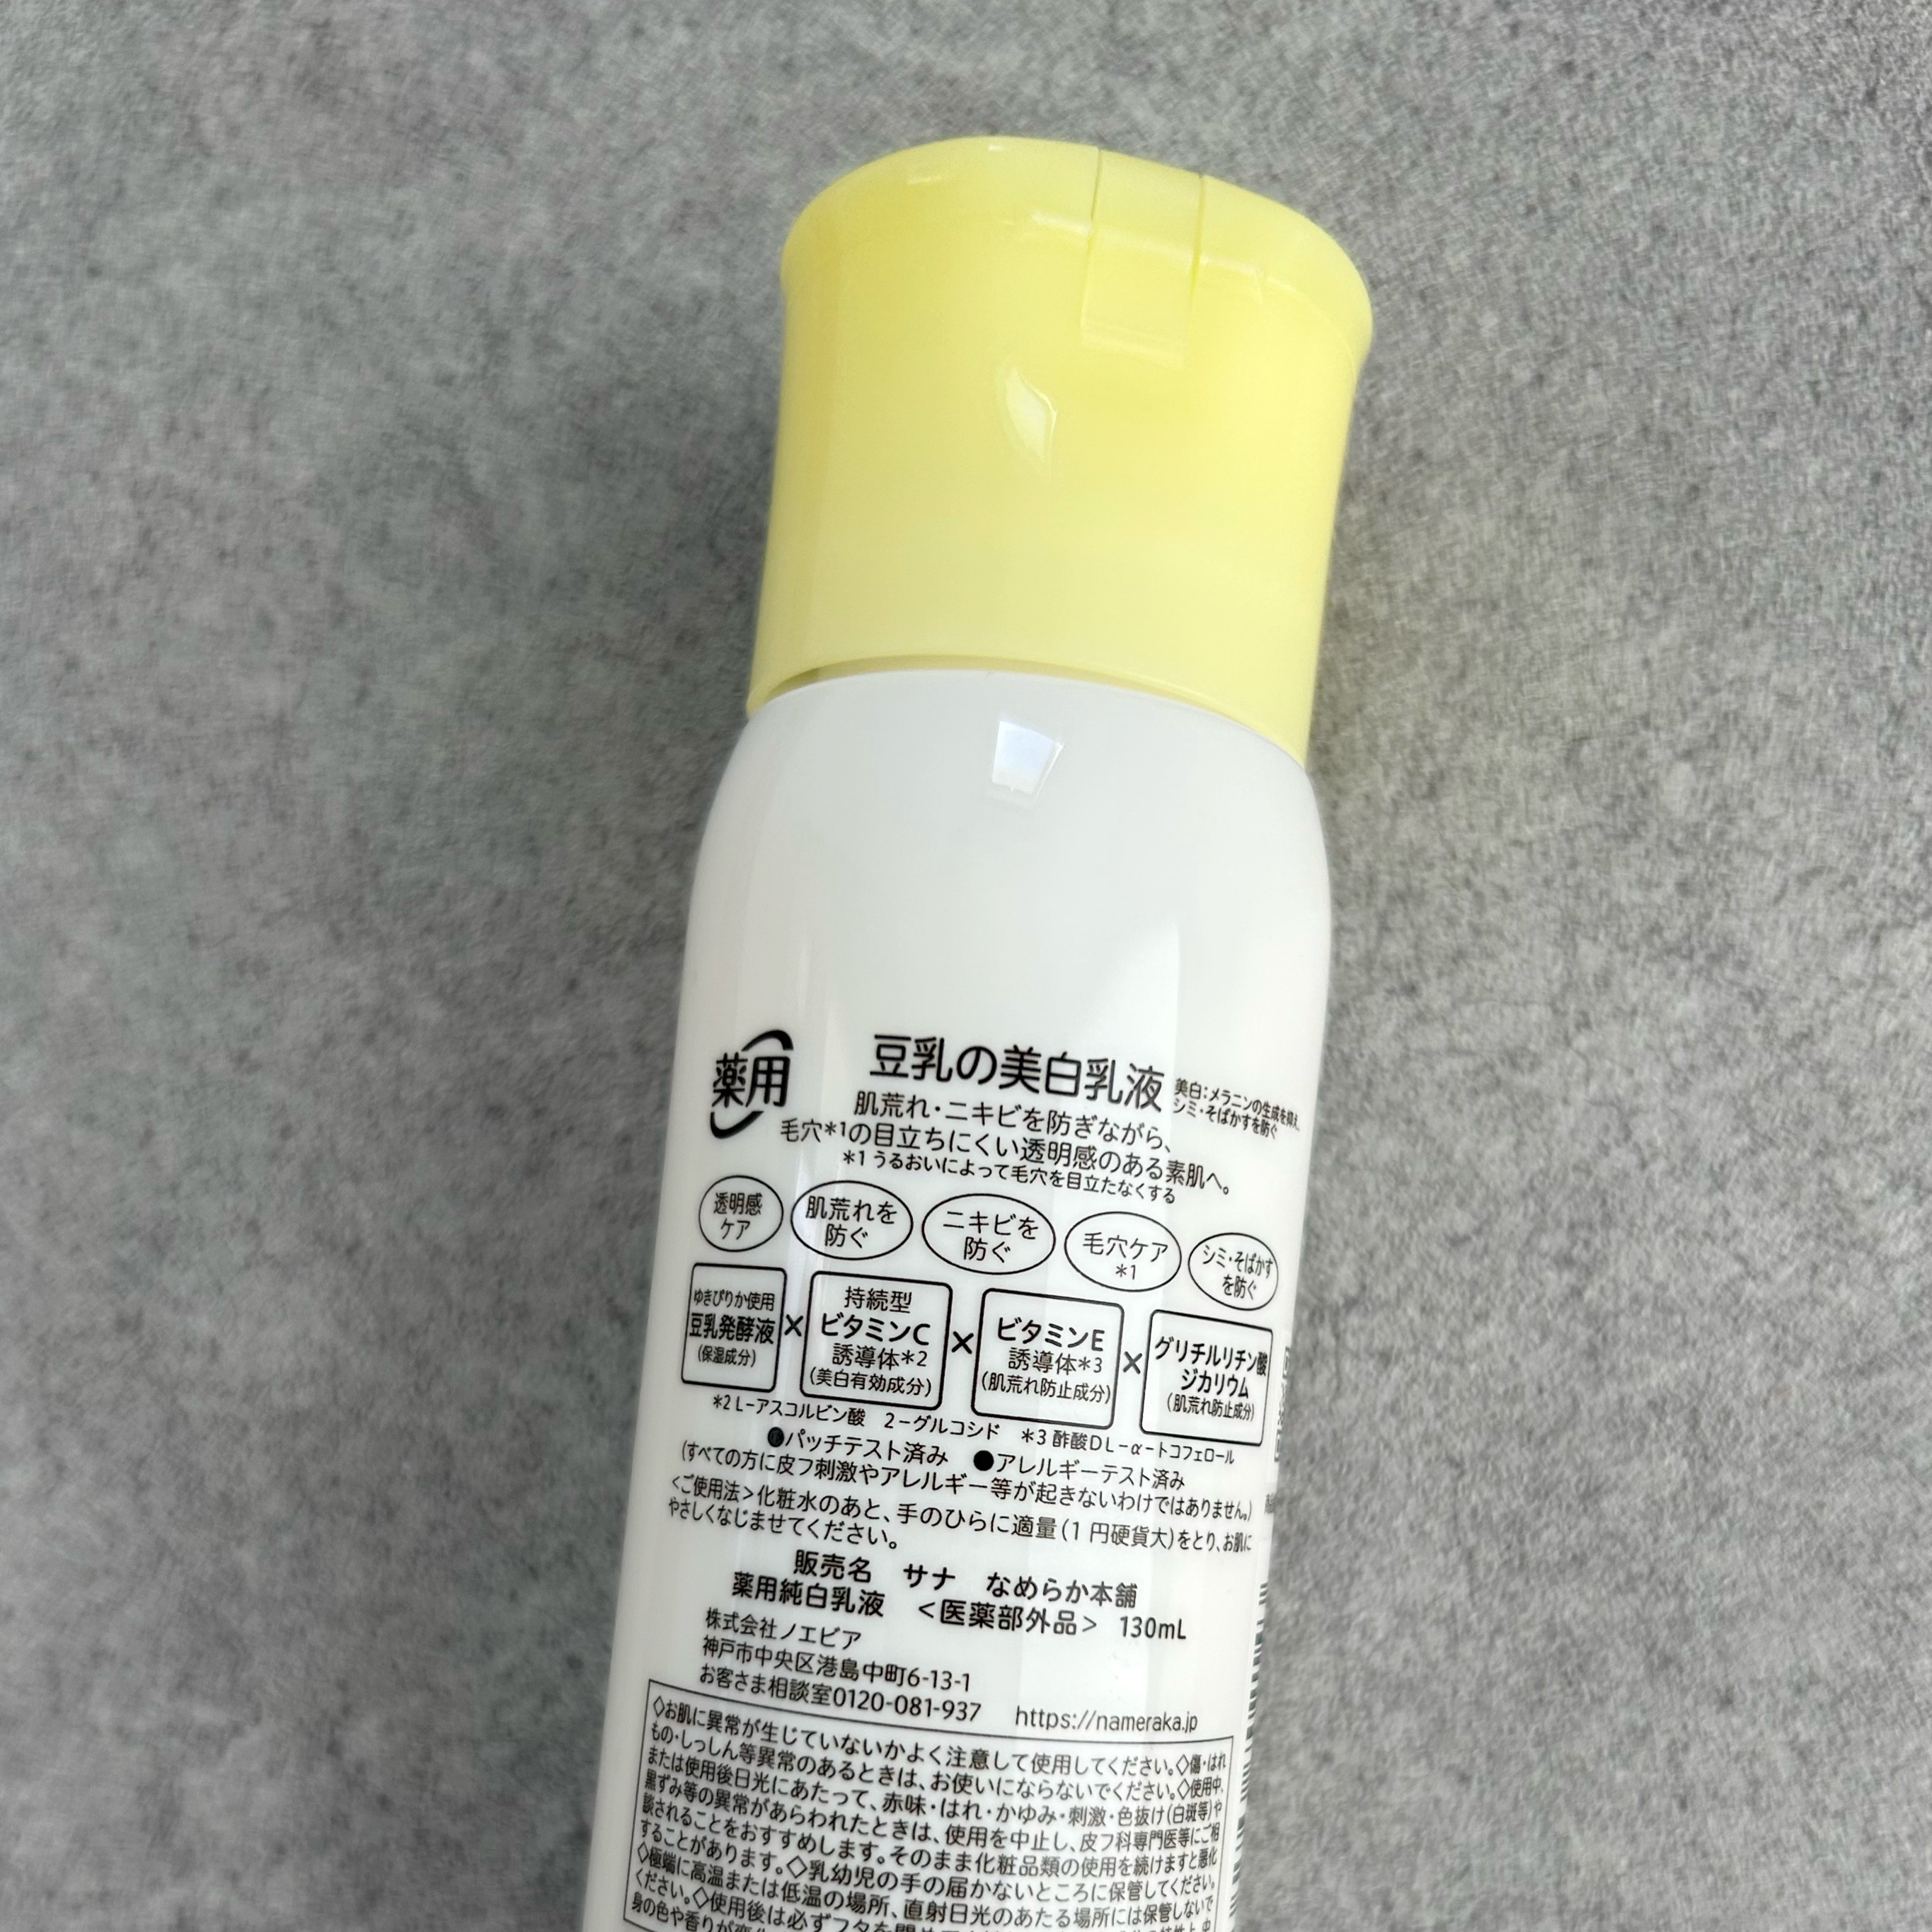 薬用
豆乳の美白乳液
美白:メラニンの生成を抑え、
シミ・そばかすを防ぐ
肌荒れ・ニキビを防ぎながら、
毛穴*1の目立ちにくい透明感のある素肌へ。
*1 うるおいによって毛穴を目立たなくする
透明感
ケア
肌荒れを
防ぐ
ニキビを
防ぐ
毛穴ケア
*1
シミ・そばかす
を防ぐ
ゆきぴりか使用
豆乳発酵液
(保湿成分)
×
持続型
ビタミンC
誘導体*2
(美白有効成分)
×
ビタミンE
誘導体*3
(肌荒れ防止成分)
×
グリチルリチン酸
ジカリウム
(肌荒れ防止成分)
*2 L-アスコルビン酸 2-グルコシド *3 酢酸DL-α-トコフェロール
●パッチテスト済み ●アレルギーテスト済み
(すべての方に皮フ刺激やアレルギー等が起きないわけではありません。)
<ご使用法>化粧水のあと、手のひらに適量(1 円硬貨大)をとり、お肌に
やさしくなじませてください。
販売名 サナ なめらか本舗
薬用純白乳液 <医薬部外品> 130mL
株式会社ノエビア
神戸市中央区港島中町6-13-1
お客さま相談室0120-081-937 https://nameraka.jp
◇お肌に異常が生じていないかよく注意して使用してください。◇傷・はれ
もの・しっしん等異常のあるときは、お使いにならないでください。◇使用中、
または使用後日光にあたって、赤味・はれ・かゆみ・刺激・色抜け(白斑等)や
黒ずみ等の異常があらわれたときは、使用を中止し、皮フ科専門医等にご相
談されることをおすすめします。そのまま化粧品類の使用を続けますと悪化
することがあります。◇乳幼児の手の届かないところに保管してください。
◇極端に高温または低温の場所、直射日光のあたる場所には保管しないで
ください。◇使用後は必ずフタを閉め
身の色や香りが変